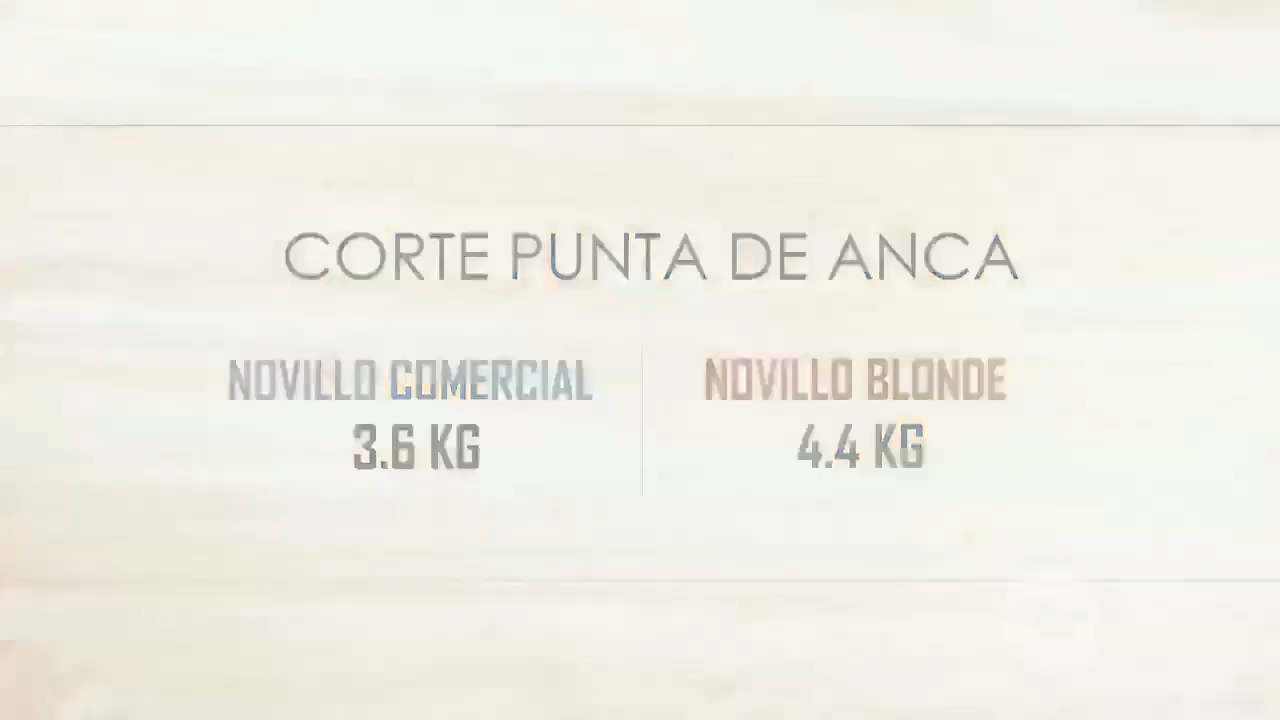 CORTE PUNTA DE ANCA
NOVILLO COMERCIAL
3.6 KG
NOVILLO BLONDE
4.4 KG